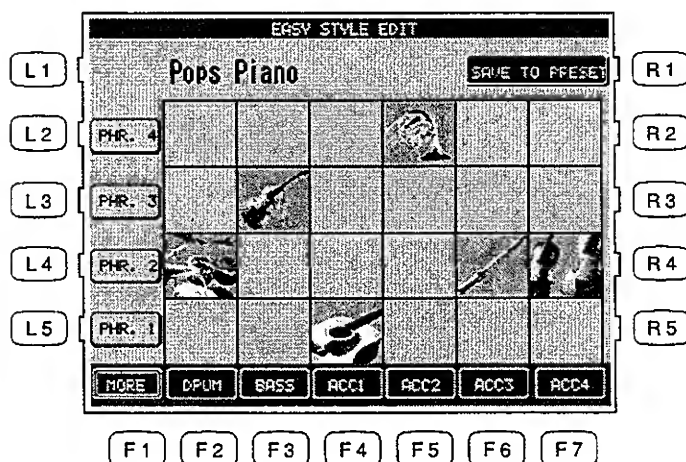 EASY STYLE EDIT
L1 Pops Piano SAVE TO PRESET R1
L2 PHR. 4 R2
L3 PHR. 3 R3
L4 PHR. 2 R4
L5 PHR. 1 R5
MORE DRUM BASS ACC1 ACC2 ACC3 ACC4
F1 F2 F3 F4 F5 F6 F7